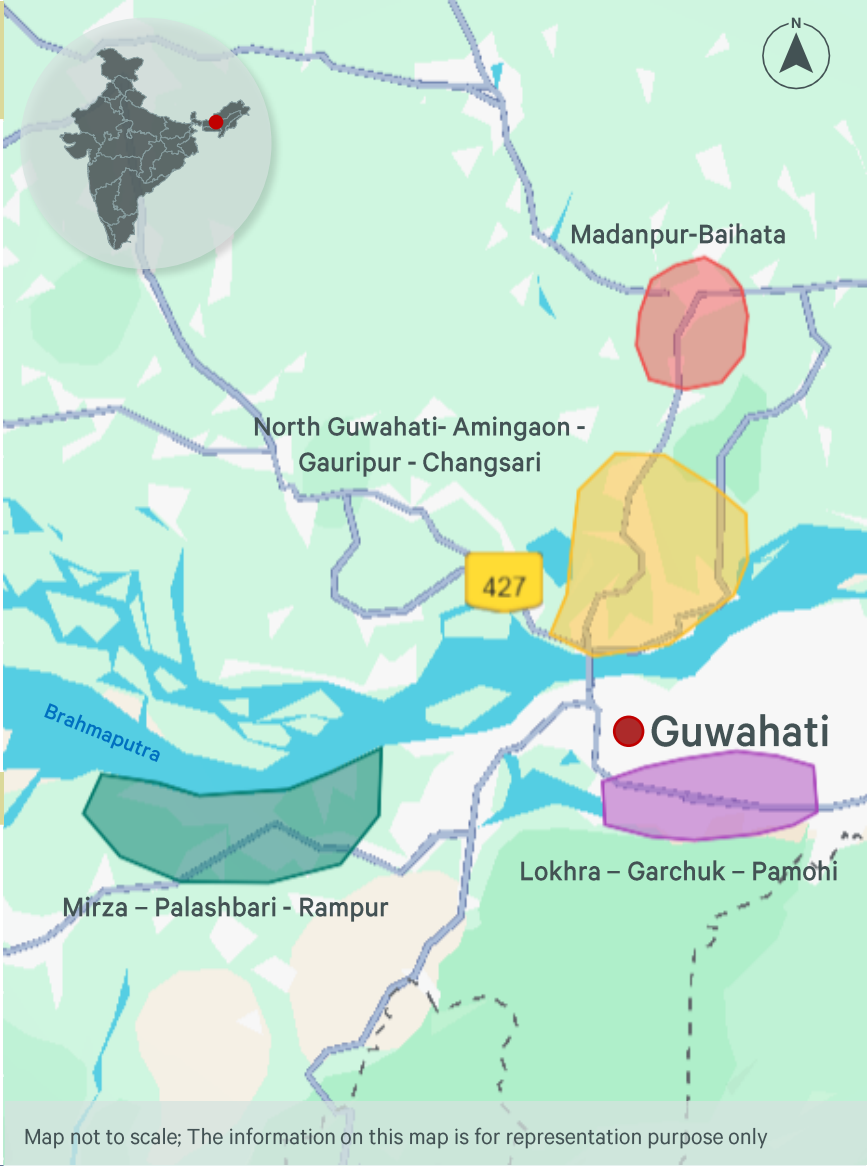 N
Madanpur-Baihata
North Guwahati- Amingaon -
Gauripur - Changsari
427
Brahmaputra
Guwahati
Lokhra – Garchuk – Pamohi
Mirza – Palashbari - Rampur
Map not to scale; The information on this map is for representation purpose only